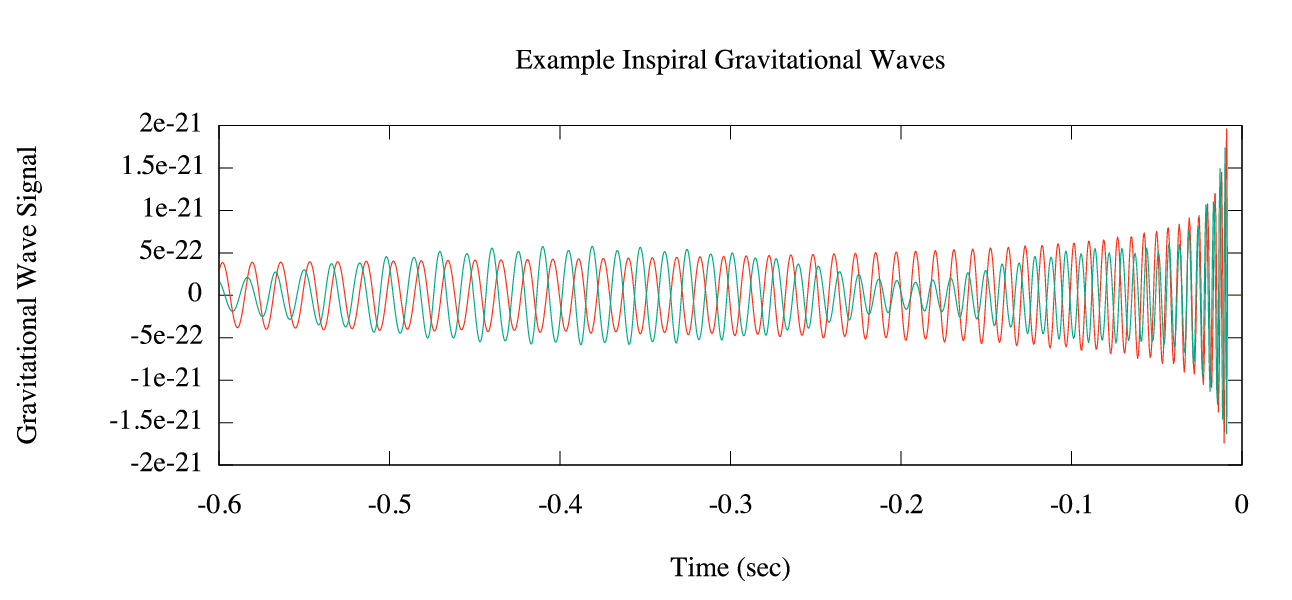 Example Inspiral Gravitational Waves
Gravitational Wave Signal
2e-21
1.5e-21
1e-21
5e-22
0
-5e-22
-1e-21
-1.5e-21
-2e-21
-0.6 -0.5 -0.4 -0.3 -0.2 -0.1 0
Time (sec)